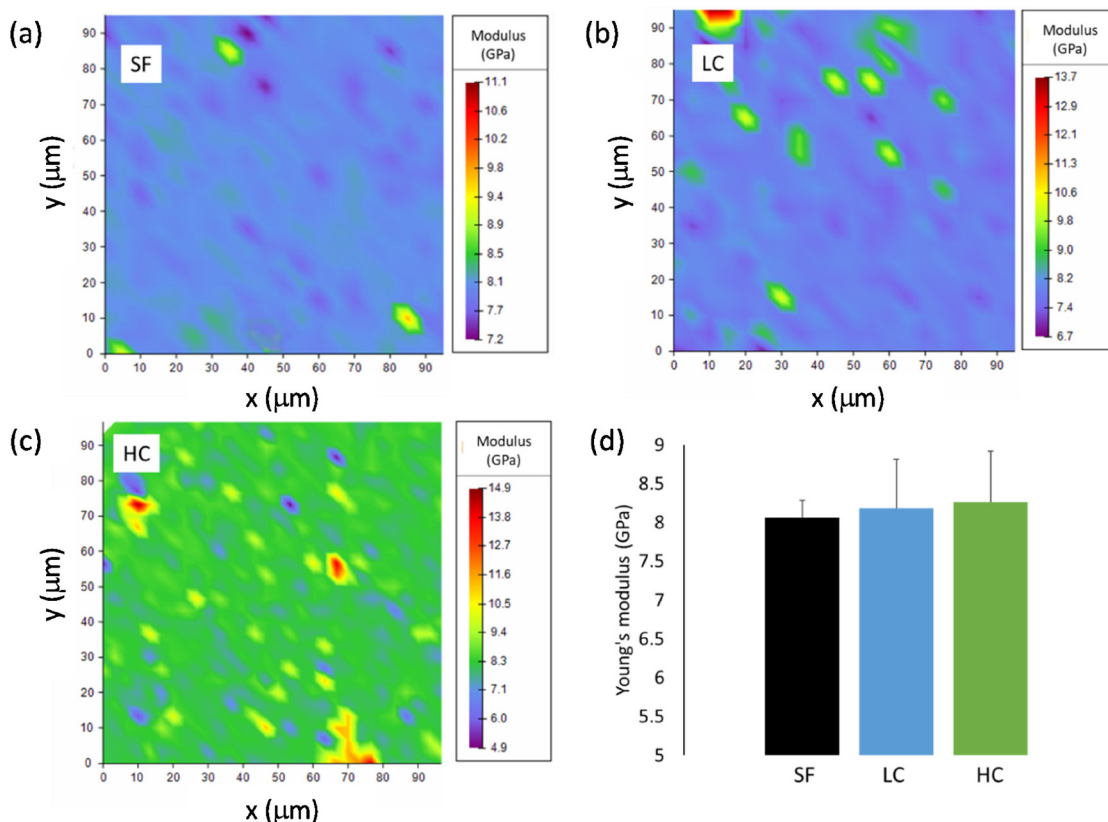 (a)
SF
y (μm)
90
80
70
60
50
40
30
20
10
0
0 10 20 30 40 50 60 70 80 90
x (μm)
Modulus
(GPa)
11.1
10.6
10.2
9.8
9.4
8.9
8.5
8.1
7.7
7.2
(b)
LC
y (μm)
90
80
70
60
50
40
30
20
10
0
0 10 20 30 40 50 60 70 80 90
x (μm)
Modulus
(GPa)
13.7
12.9
12.1
11.3
10.6
9.8
9.0
8.2
7.4
6.7
(c)
HC
y (μm)
90
80
70
60
50
40
30
20
10
0
0 10 20 30 40 50 60 70 80 90
x (μm)
Modulus
(GPa)
14.9
13.8
12.7
11.6
10.5
9.4
8.3
7.1
6.0
4.9
(d)
Young's modulus (GPa)
9
8.5
8
7.5
7
6.5
6
5.5
5
SF LC HC